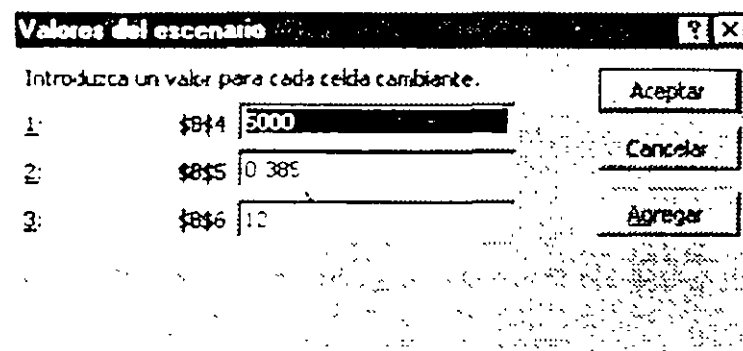 Valores del escenario ? ×
Introduzca un valor para cada celda cambiante.
Aceptar
1: $B$4 5000
Cancelar
2: $B$5 0.385
Agregar
3: $B$6 12